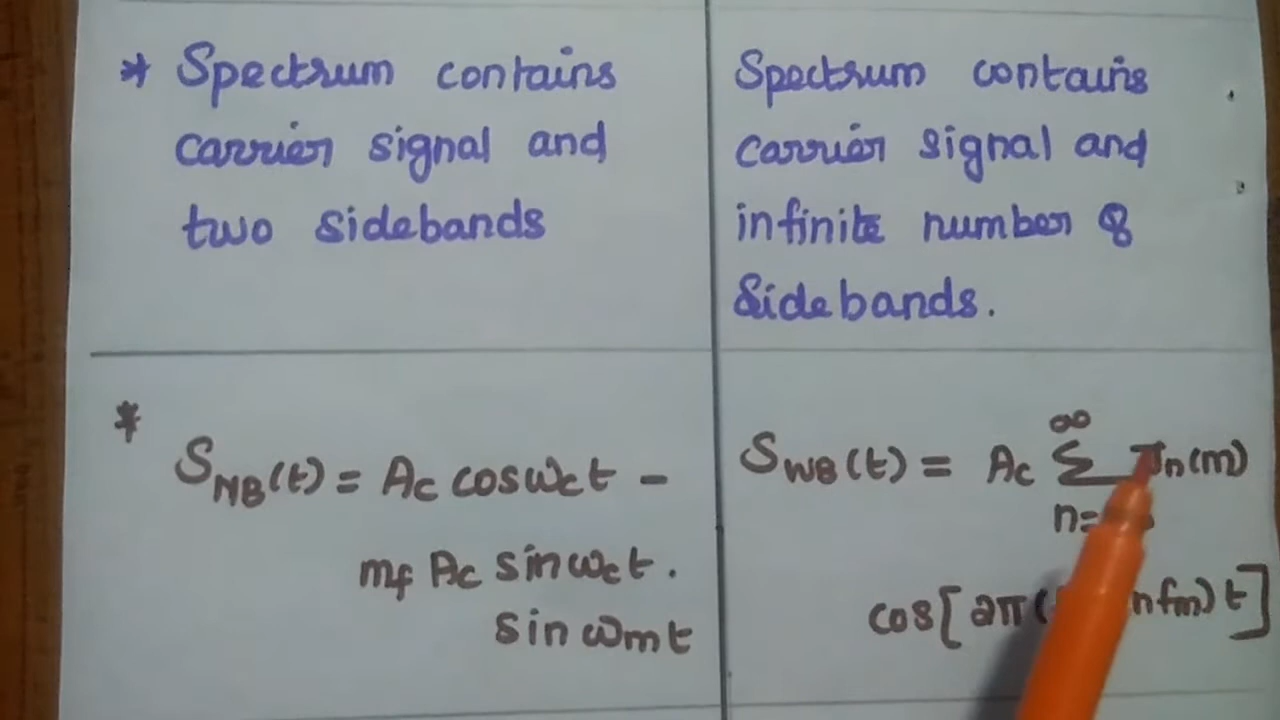 * Spectrum contains
carrier signal and
two sidebands
Spectrum contains
carrier signal and
infinite number of
Sidebands.
* S_NB(t) = Ac cosωct –
mf Ac sinωct .
sin ωmt
S_WB(t) = Ac Σ Jn(m)
∞
n=
cos[2π( nfm)t]